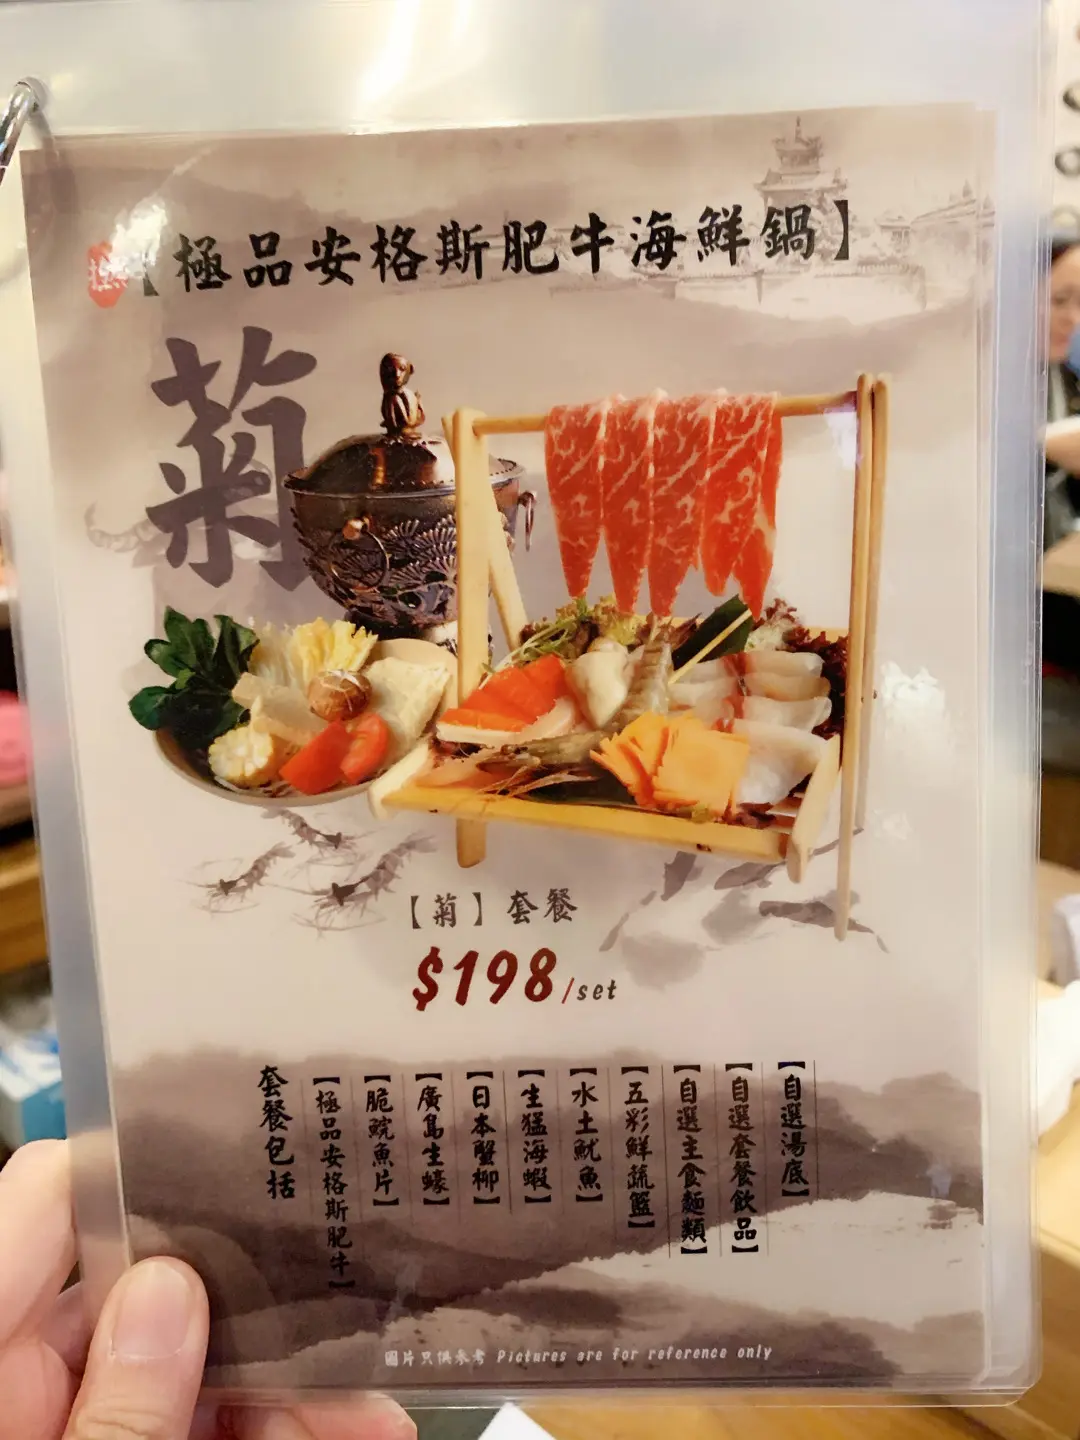 【極品安格斯肥牛海鮮鍋】
菊
【菊】套餐
$198/set
套餐包括
【極品安格斯肥牛】
【脆鯇魚片】
【廣島生蠔】
【日本蟹柳】
【生猛海蝦】
【水土魷魚】
【五彩鮮蔬籃】
【自選主食麵類】
【自選套餐飲品】
【自選湯底】
圖片只供參考 Pictures are for reference only